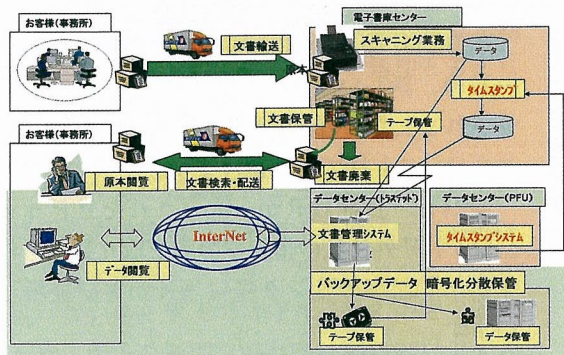 お客様(事務所)
文書輸送
原本
電子書庫センター
スキャニング業務
データ
タイムスタンプ
データ
文書保管
テープ保管
文書廃棄
お客様(事務所)
原本閲覧
文書検索・配送
データ閲覧
InterNet
データセンター(トラステッド)
文書管理システム
データセンター(PFU)
タイムスタンプシステム
バックアップデータ 暗号化分散保管
テープ保管
データ保管